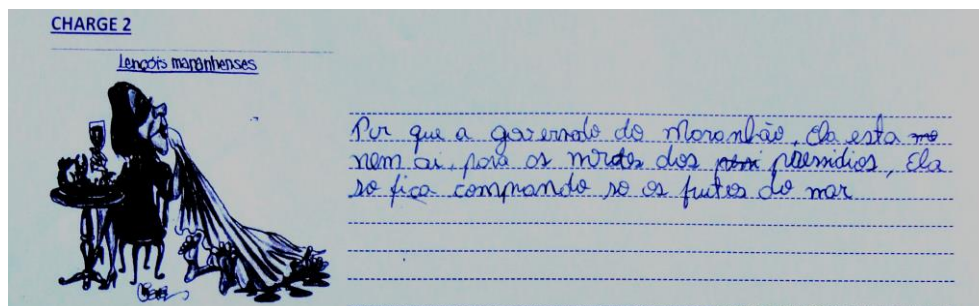 CHARGE 2
Lençóis maranhenses
Por que a governado do Maranhão, ela esta
nem ai, para os mortos dos presidios, Ela
so fica comprando so os frutos do mar